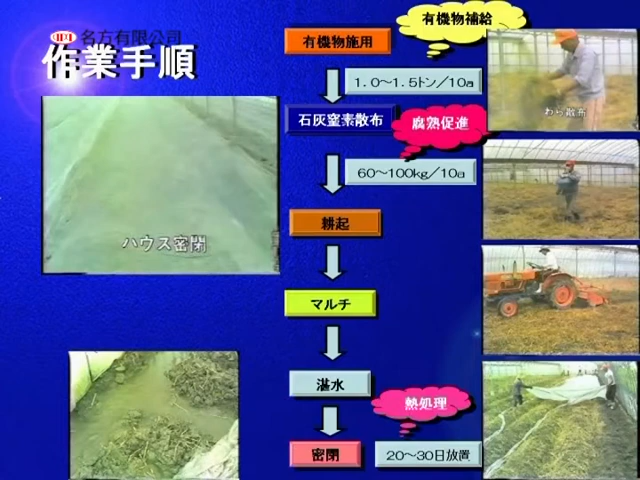 名方有限公司
作業手順
有機物補給
有機物施用
1.0～1.5トン／10a
わら散布
石灰窒素散布
腐熟促進
60～100kg／10a
耕起
ハウス密閉
マルチ
湛水
熱処理
密閉
20～30日放置